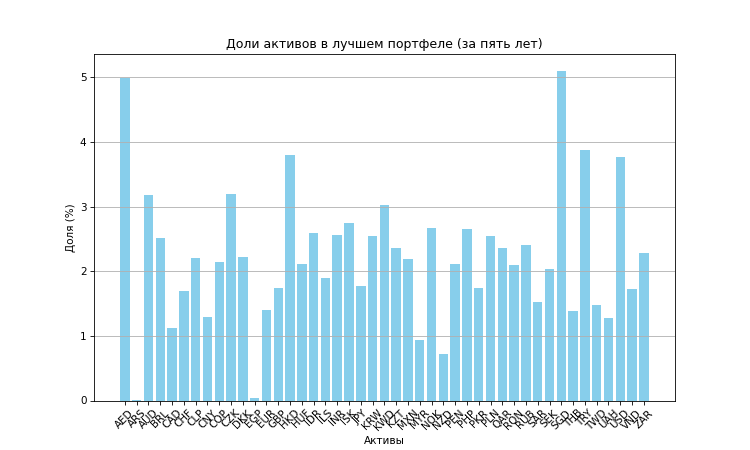 Доли активов в лучшем портфеле (за пять лет)
Доля (%)
5
4
3
2
1
0
AED
ARS
AUD
BRL
CAD
CHF
CLP
CNY
COP
CZK
DKK
EGP
EUR
GBP
HKD
HUF
IDR
ILS
INR
ISK
JPY
KRW
KWD
KZT
MXN
MYR
NOK
NZD
PEN
PHP
PKR
PLN
QAR
RON
RUB
SAR
SEK
SGD
THB
TRY
TWD
UAH
USD
VND
ZAR
Активы